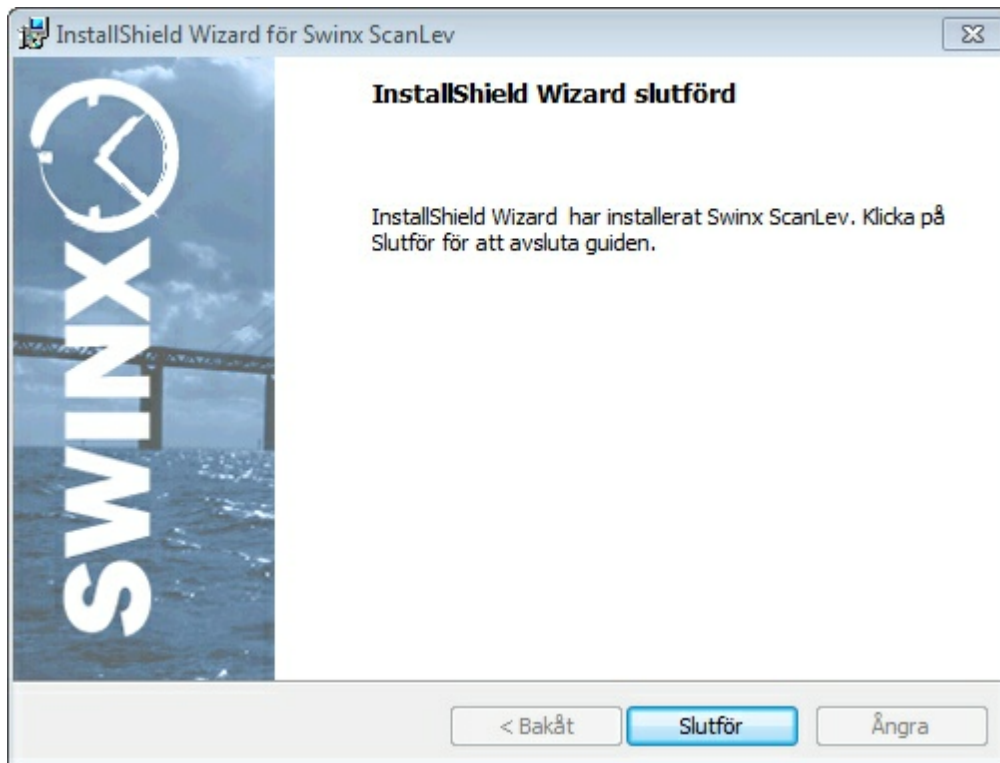 InstallShield Wizard för Swinx ScanLev
SWINX
InstallShield Wizard slutförd
InstallShield Wizard har installerat Swinx ScanLev. Klicka på
Slutför för att avsluta guiden.
< Bakåt
Slutför
Ångra